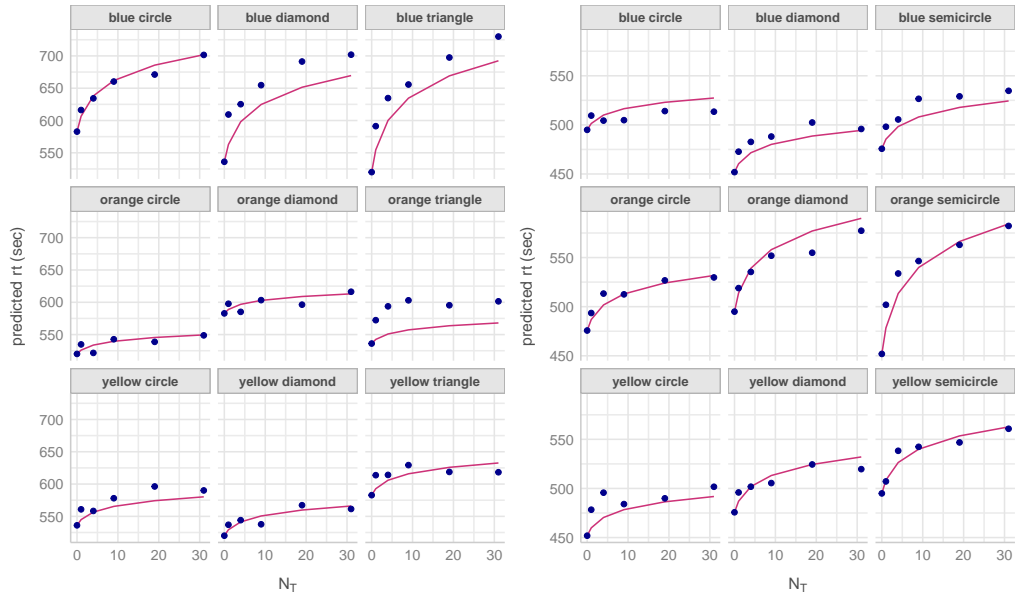 blue circle blue diamond blue triangle
700
650
600
550
orange circle orange diamond orange triangle
700
650
600
550
yellow circle yellow diamond yellow triangle
700
650
600
550
0 10 20 30 0 10 20 30 0 10 20 30
N_T
predicted rt (sec)
blue circle blue diamond blue semicircle
550
500
450
orange circle orange diamond orange semicircle
550
500
450
yellow circle yellow diamond yellow semicircle
550
500
450
0 10 20 30 0 10 20 30 0 10 20 30
N_T
predicted rt (sec)